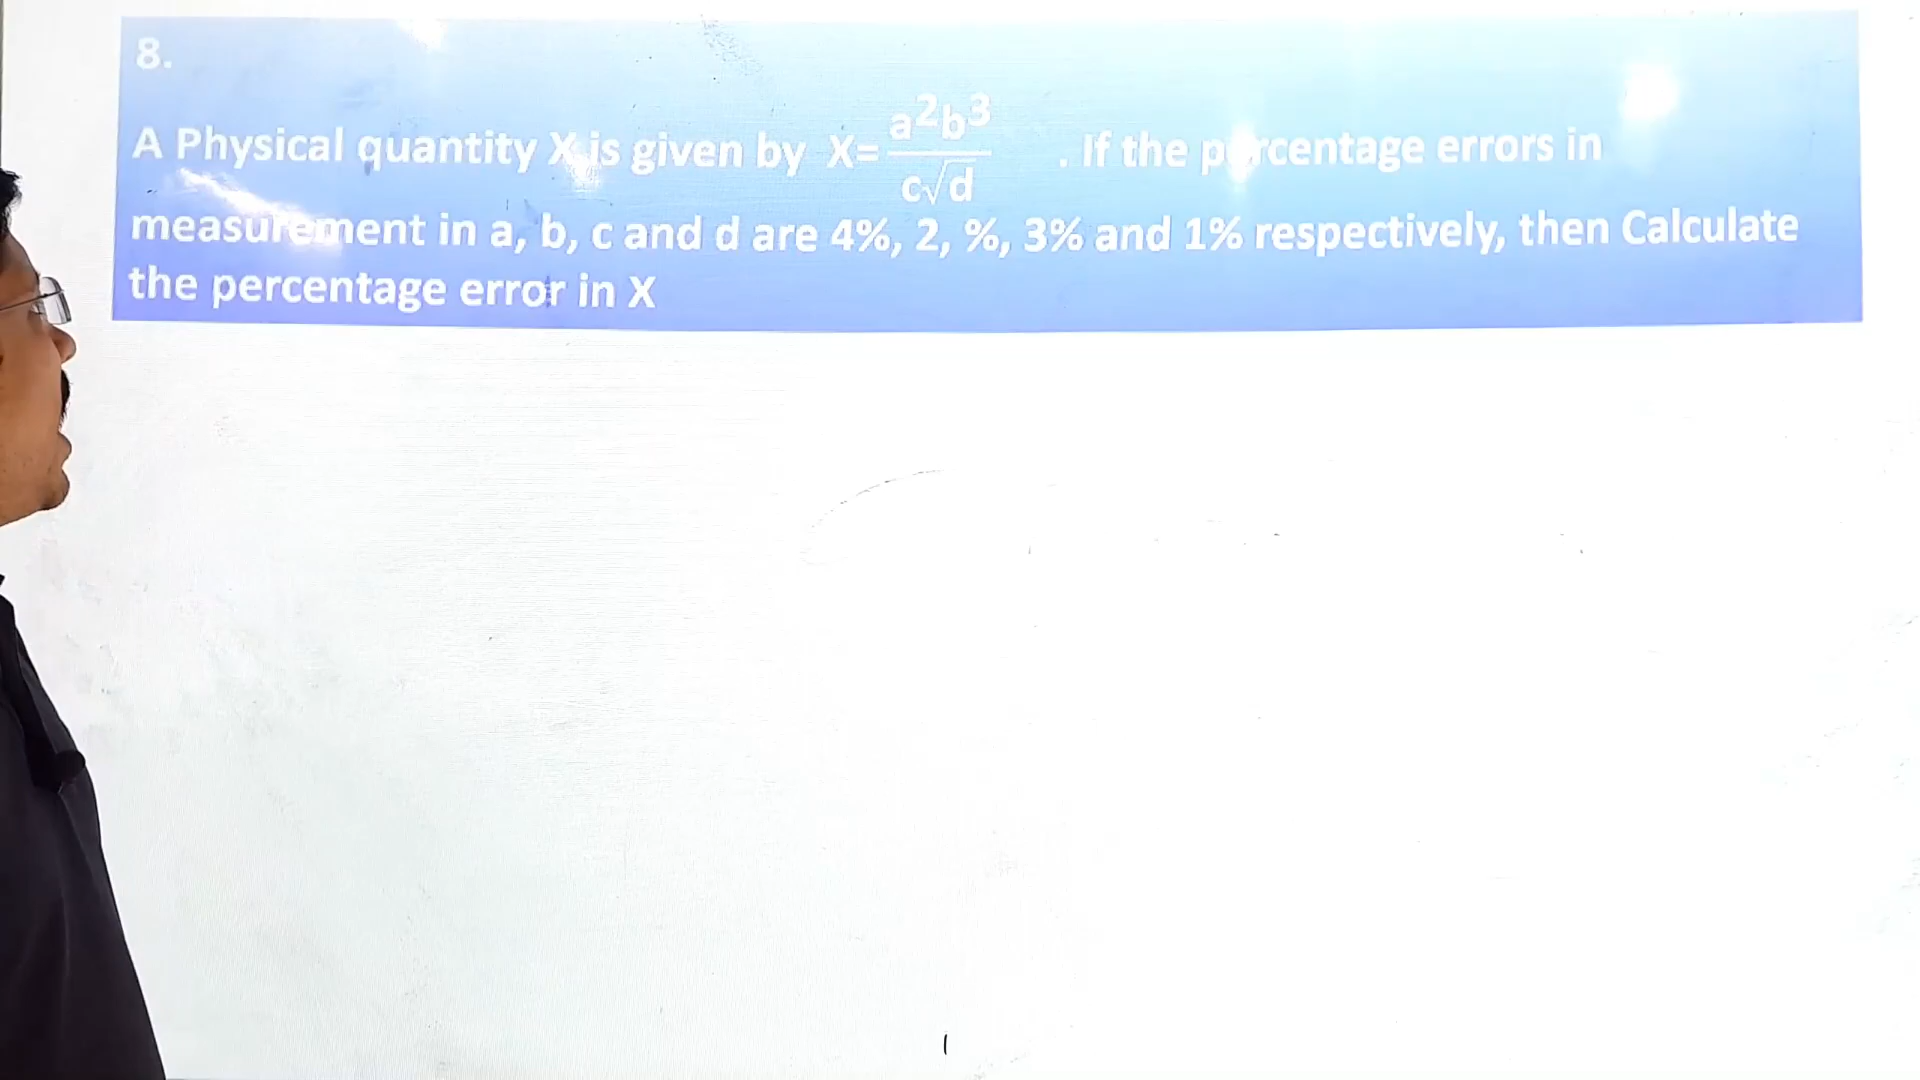 8.
A Physical quantity X is given by X= a²b³ / c√d . If the percentage errors in
measurement in a, b, c and d are 4%, 2, %, 3% and 1% respectively, then Calculate
the percentage error in X